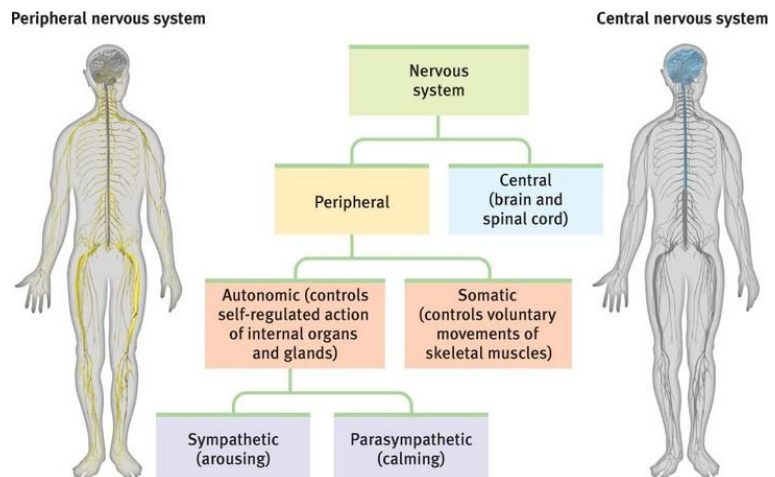 Peripheral nervous system
Central nervous system
Nervous
system
Peripheral
Central
(brain and
spinal cord)
Autonomic (controls
self-regulated action
of internal organs
and glands)
Somatic
(controls voluntary
movements of
skeletal muscles)
Sympathetic
(arousing)
Parasympathetic
(calming)